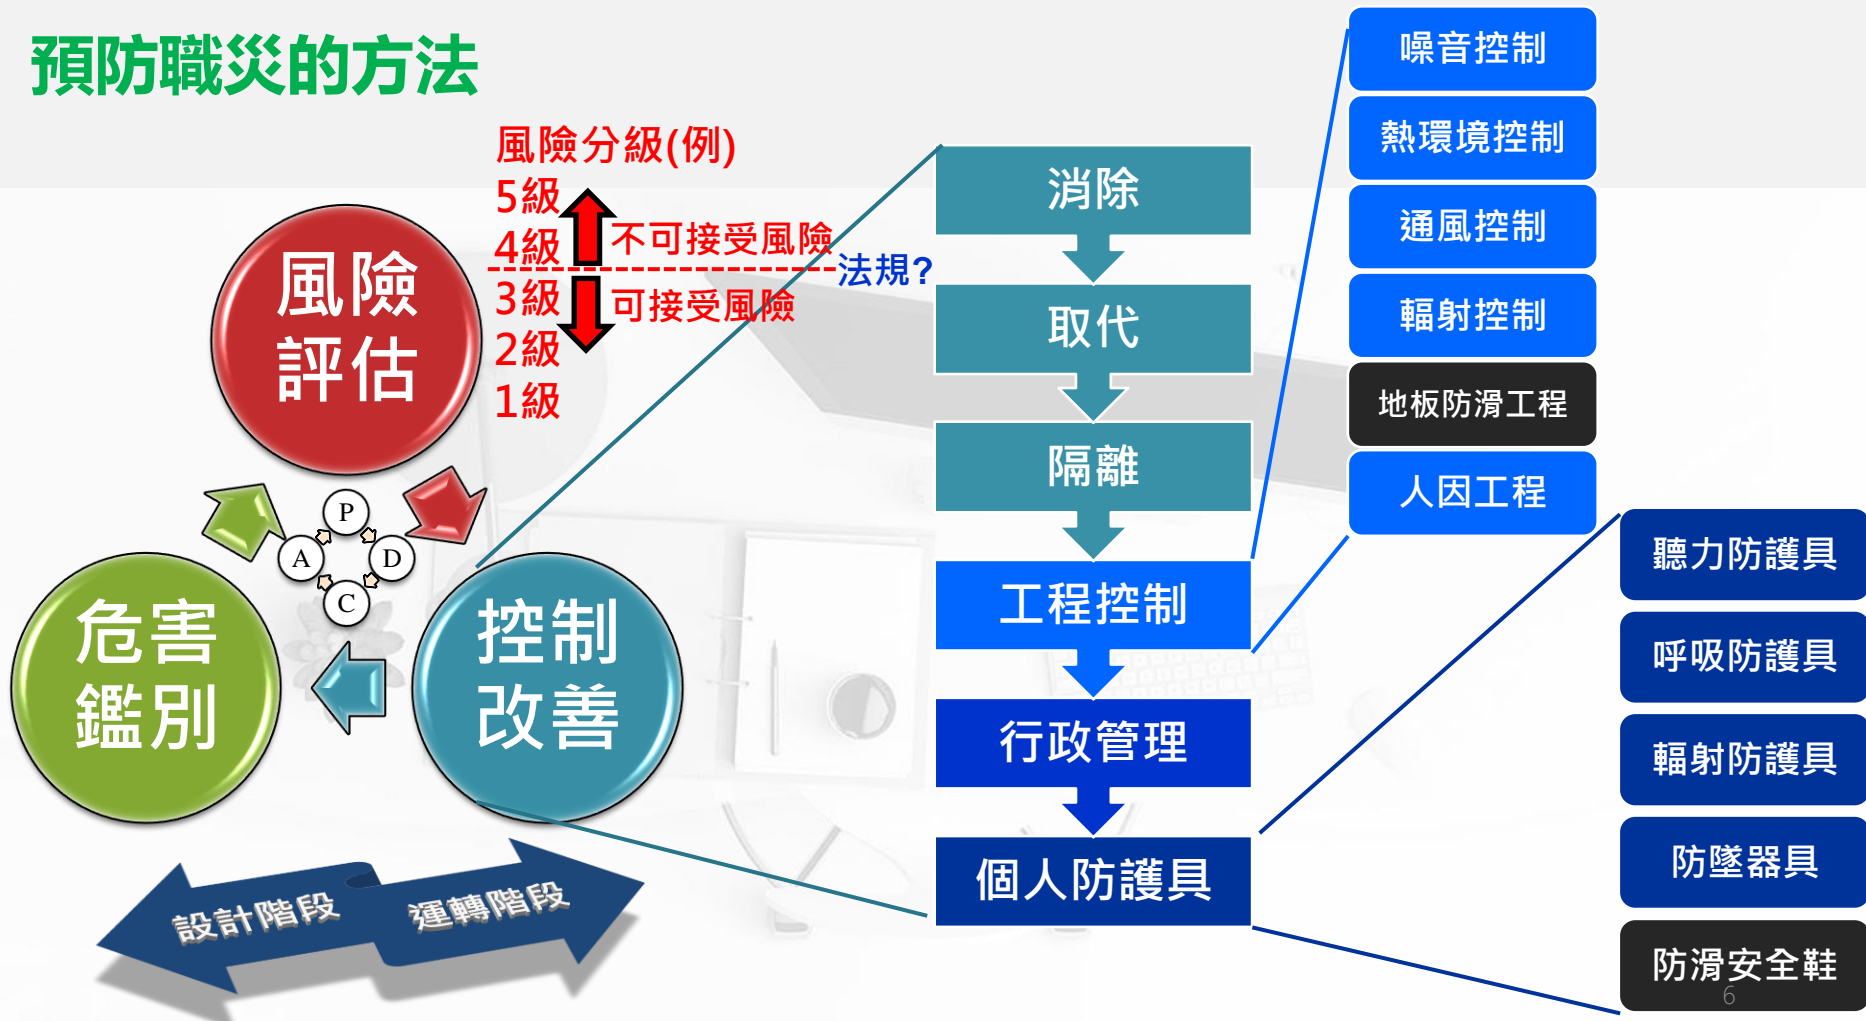 預防職災的方法
風險分級(例)
5級
4級
不可接受風險
法規?
3級
可接受風險
2級
1級
風險
評估
P
A
D
C
危害
鑑別
控制
改善
設計階段
運轉階段
消除
取代
隔離
工程控制
行政管理
個人防護具
噪音控制
熱環境控制
通風控制
輻射控制
地板防滑工程
人因工程
聽力防護具
呼吸防護具
輻射防護具
防墜器具
防滑安全鞋
6